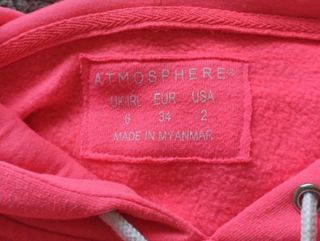 ATMOSPHERE®
UK/IRL EUR USA
6 34 2
MADE IN MYANMAR